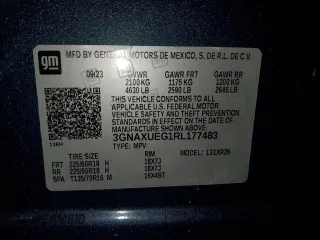 gm
MFD BY GENERAL MOTORS DE MEXICO, S. DE R.L. DE C.V.
09/23 GVWR GAWR FRT GAWR RR
2100 KG 1175 KG 1200 KG
4630 LB 2590 LB 2645 LB
THIS VEHICLE CONFORMS TO ALL
APPLICABLE U.S. FEDERAL MOTOR
VEHICLE SAFETY AND THEFT PREVENTION
STANDARDS IN EFFECT ON THE DATE OF
MANUFACTURE SHOWN ABOVE.
3GNAXUEG1RL177483
TYPE: MPV MODEL: 1XR26
TIRE SIZE RIM
FRT 225/60R18 H 18X7J
RR 225/60R18 H 18X7J
SPA T135/70R16 M 16X4BT